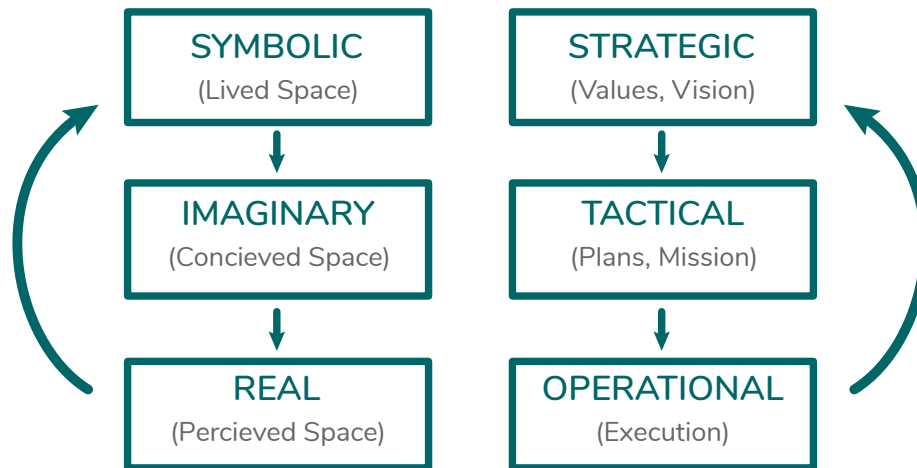 SYMBOLIC
(Lived Space)
IMAGINARY
(Concieved Space)
REAL
(Percieved Space)
STRATEGIC
(Values, Vision)
TACTICAL
(Plans, Mission)
OPERATIONAL
(Execution)